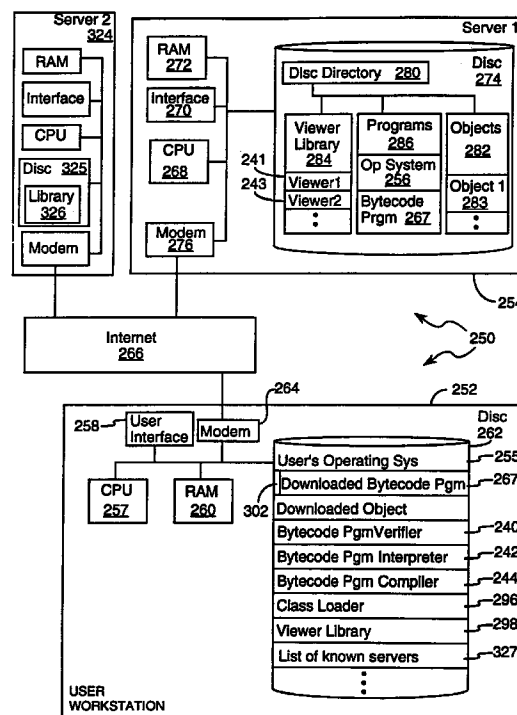 Server 2
324
RAM
Interface
CPU
Disc 325
Library
326
Modem
Server 1
RAM
272
Interface
270
CPU
268
Modem
276
Disc
274
Disc Directory 280
Viewer
Library
284
Viewer1
Viewer2
241
243
Programs
286
Op System
256
Bytecode
Prgm 267
Objects
282
Object 1
283
254
250
Internet
266
252
264
258
User
Interface
Modem
CPU
257
RAM
260
302
Disc
262
User's Operating Sys
255
Downloaded Bytecode Pgm
267
Downloaded Object
Bytecode PgmVerifier
240
Bytecode Pgm Interpreter
242
Bytecode Pgm Compiler
244
Class Loader
296
Viewer Library
298
List of known servers
327
USER
WORKSTATION